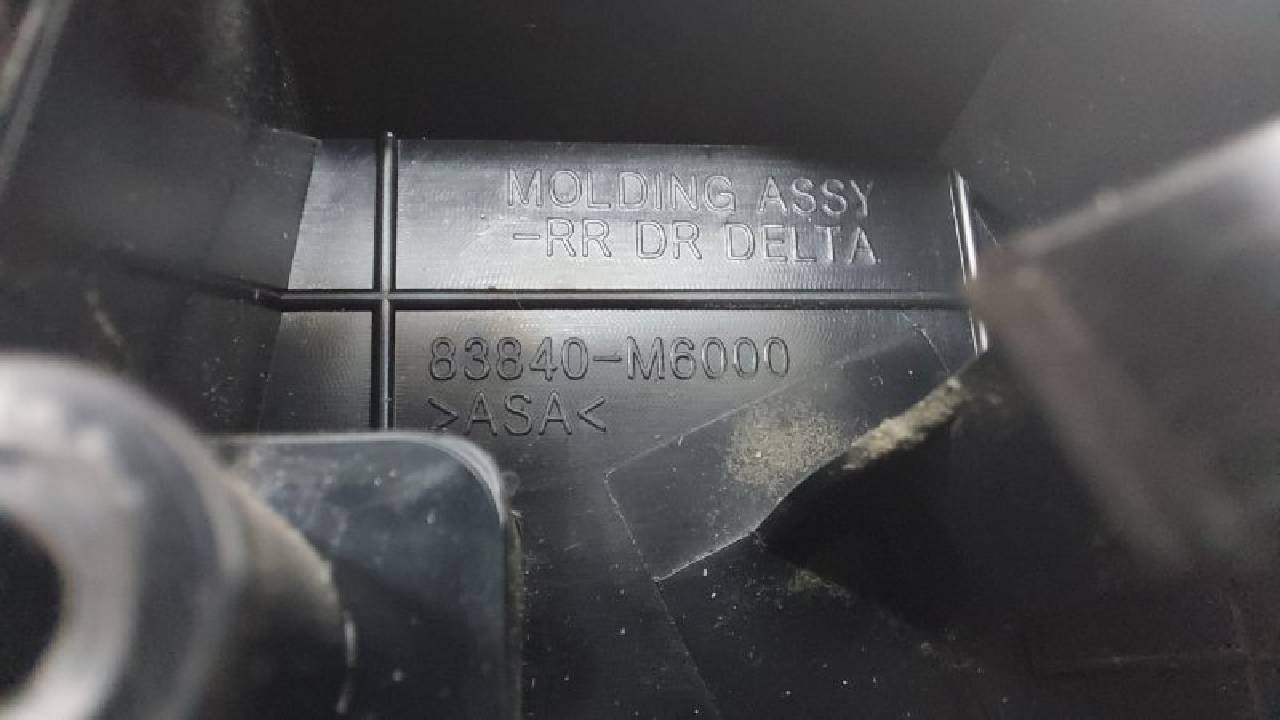 MOLDING ASSY
-RR DR DELTA
83840-M6000
>ASA<